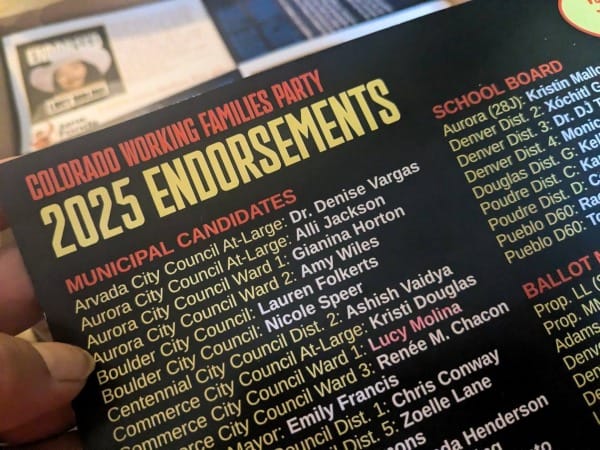 COLORADO WORKING FAMILIES PARTY
2025 ENDORSEMENTS
MUNICIPAL CANDIDATES
Arvada City Council At-Large: Dr. Denise Vargas
Aurora City Council At-Large: Alli Jackson
Aurora City Council Ward 1: Gianina Horton
Aurora City Council Ward 2: Amy Wiles
Boulder City Council: Lauren Folkerts
Boulder City Council: Nicole Speer
Centennial City Council Dist. 2: Ashish Vaidya
Commerce City Council At-Large: Kristi Douglas
Commerce City Council Ward 1: Lucy Molina
City Council Ward 3: Renée M. Chacon
Mayor: Emily Francis
Council Dist. 1: Chris Conway
Dist. 5: Zoelle Lane
Henderson
SCHOOL BOARD
Aurora (28J): Kristin
Denver Dist. 2: Xóchitl
Denver Dist. 3: Dr. DJ
Denver Dist. 4:
Douglas Dist. G:
Poudre Dist. C:
Poudre Dist. D:
Pueblo D60:
Pueblo D60:
BALLOT
Prop. LL
Prop. MM